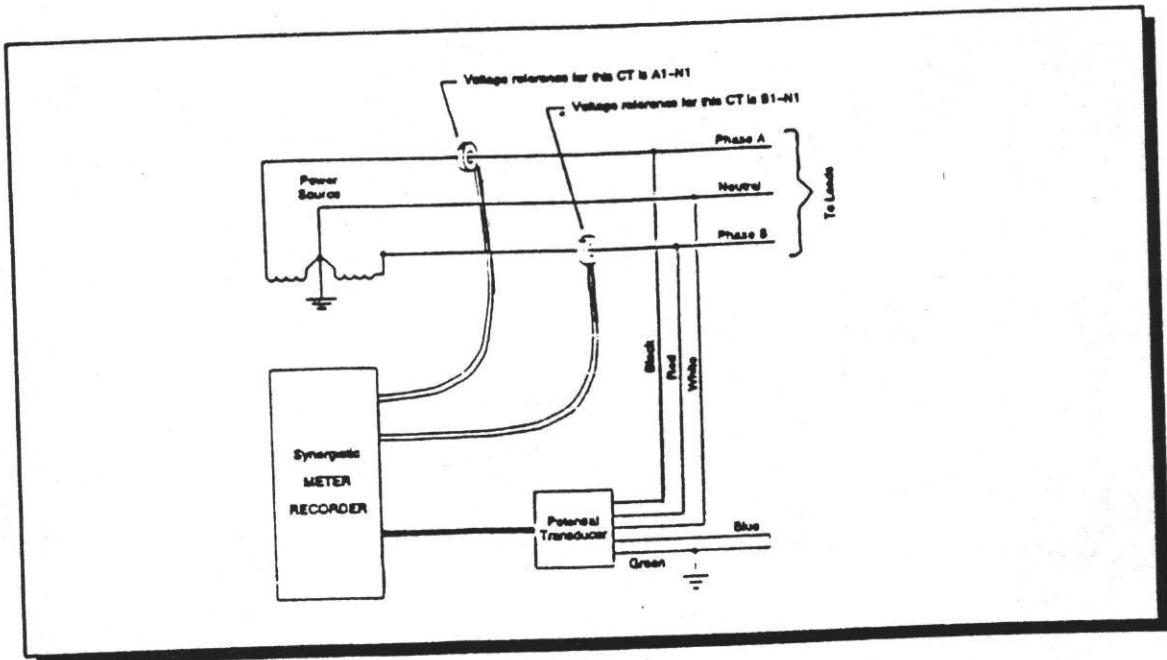 Voltage reference for this CT is A1-N1
Voltage reference for this CT is B1-N1
Phase A
Power
Source
Neutral
To Loads
Phase B
Black
Red
White
Synergistic
METER
RECORDER
Potential
Transducer
Blue
Green